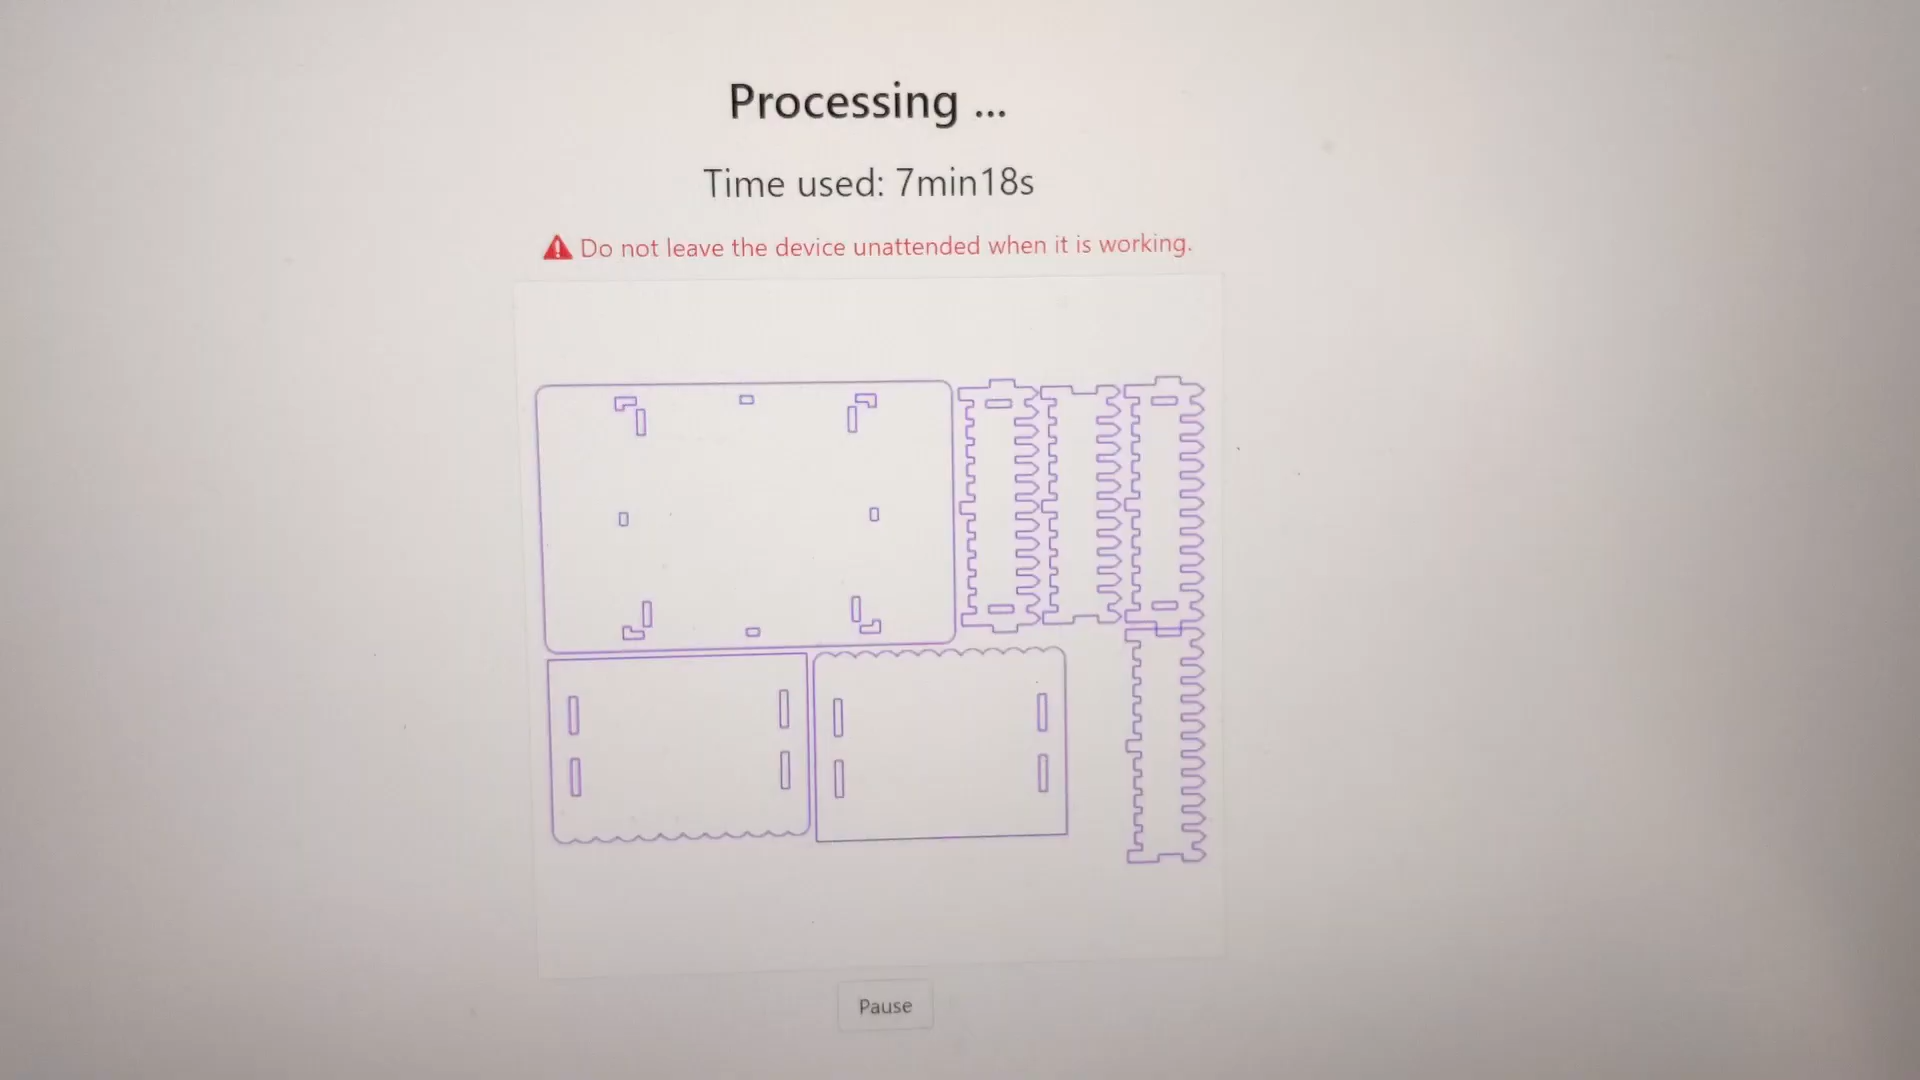 Processing ...
Time used: 7min18s
Do not leave the device unattended when it is working.
Pause